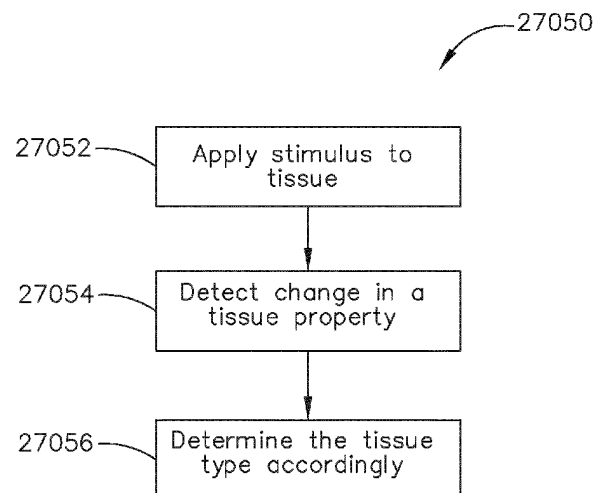 27050
27052
Apply stimulus to
tissue
27054
Detect change in a
tissue property
27056
Determine the tissue
type accordingly